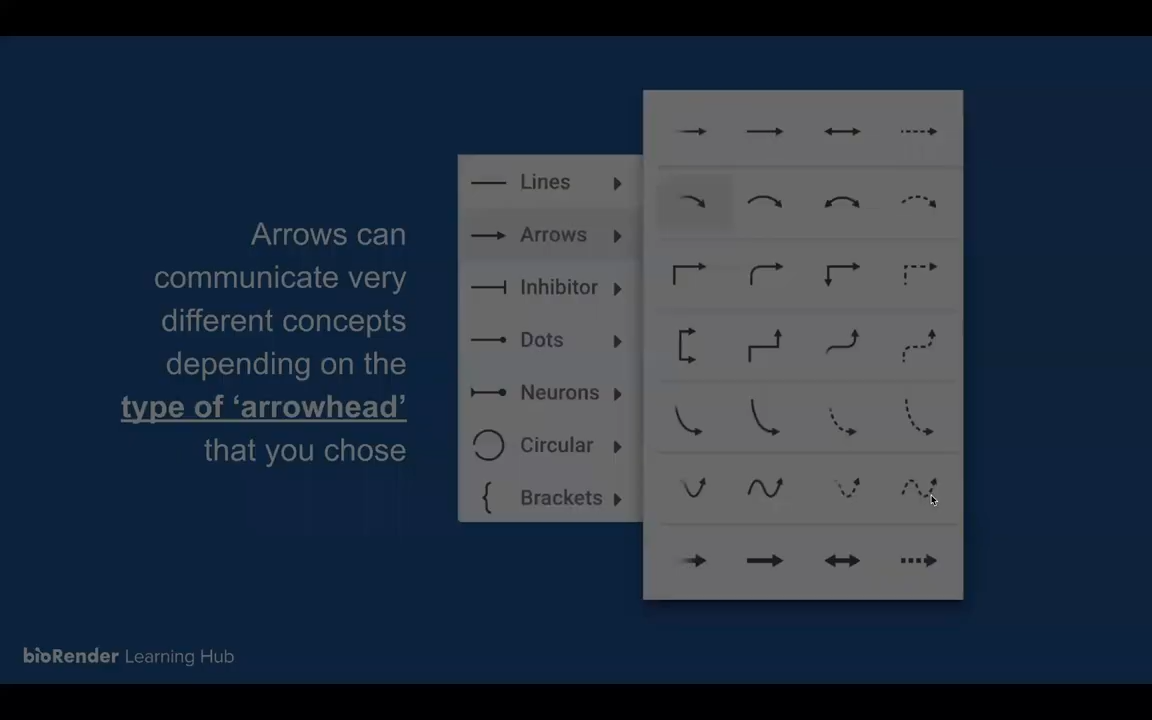 Arrows can
communicate very
different concepts
depending on the
type of ‘arrowhead’
that you chose
Lines
Arrows
Inhibitor
Dots
Neurons
Circular
Brackets
bioRender Learning Hub